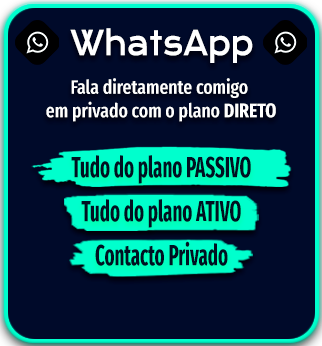 WhatsApp
Fala diretamente comigo
em privado com o plano DIRETO
Tudo do plano PASSIVO
Tudo do plano ATIVO
Contacto Privado